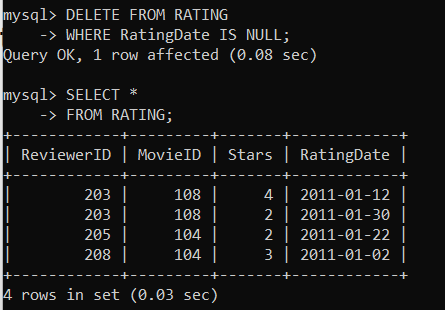 mysql> DELETE FROM RATING
    -> WHERE RatingDate IS NULL;
Query OK, 1 row affected (0.08 sec)

mysql> SELECT *
    -> FROM RATING;
+------------+---------+-------+------------+
| ReviewerID | MovieID | Stars | RatingDate |
+------------+---------+-------+------------+
|        203 |     108 |     4 | 2011-01-12 |
|        203 |     108 |     2 | 2011-01-30 |
|        205 |     104 |     2 | 2011-01-22 |
|        208 |     104 |     3 | 2011-01-02 |
+------------+---------+-------+------------+
4 rows in set (0.03 sec)